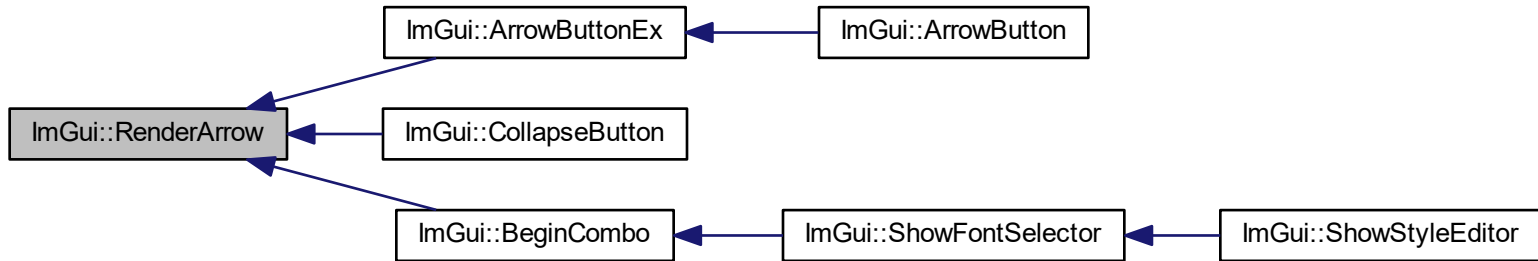 ImGui::ArrowButtonEx
ImGui::ArrowButton
ImGui::RenderArrow
ImGui::CollapseButton
ImGui::BeginCombo
ImGui::ShowFontSelector
ImGui::ShowStyleEditor